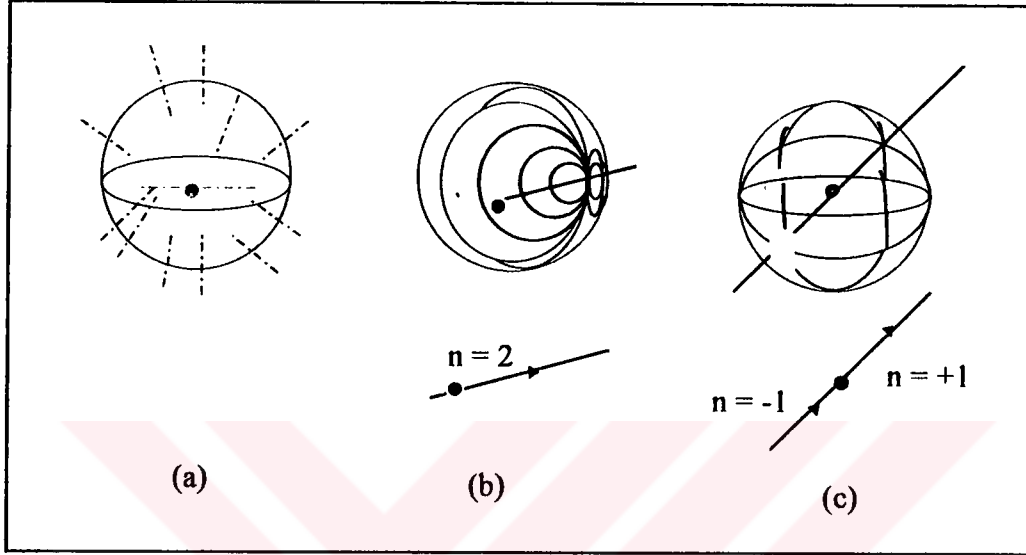 n = 2
n = -1
n = +1
(a)
(b)
(c)